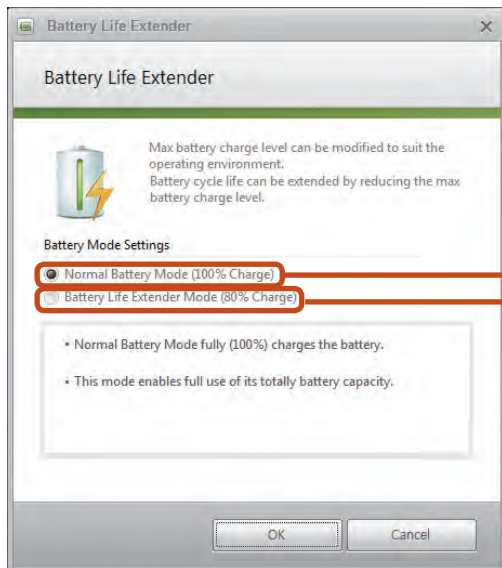 Battery Life Extender
Battery Life Extender
Max battery charge level can be modified to suit the
operating environment.
Battery cycle life can be extended by reducing the max
battery charge level.
Battery Mode Settings
Normal Battery Mode (100% Charge)
Battery Life Extender Mode (80% Charge)
• Normal Battery Mode fully (100%) charges the battery.
• This mode enables full use of its totally battery capacity.
OK
Cancel